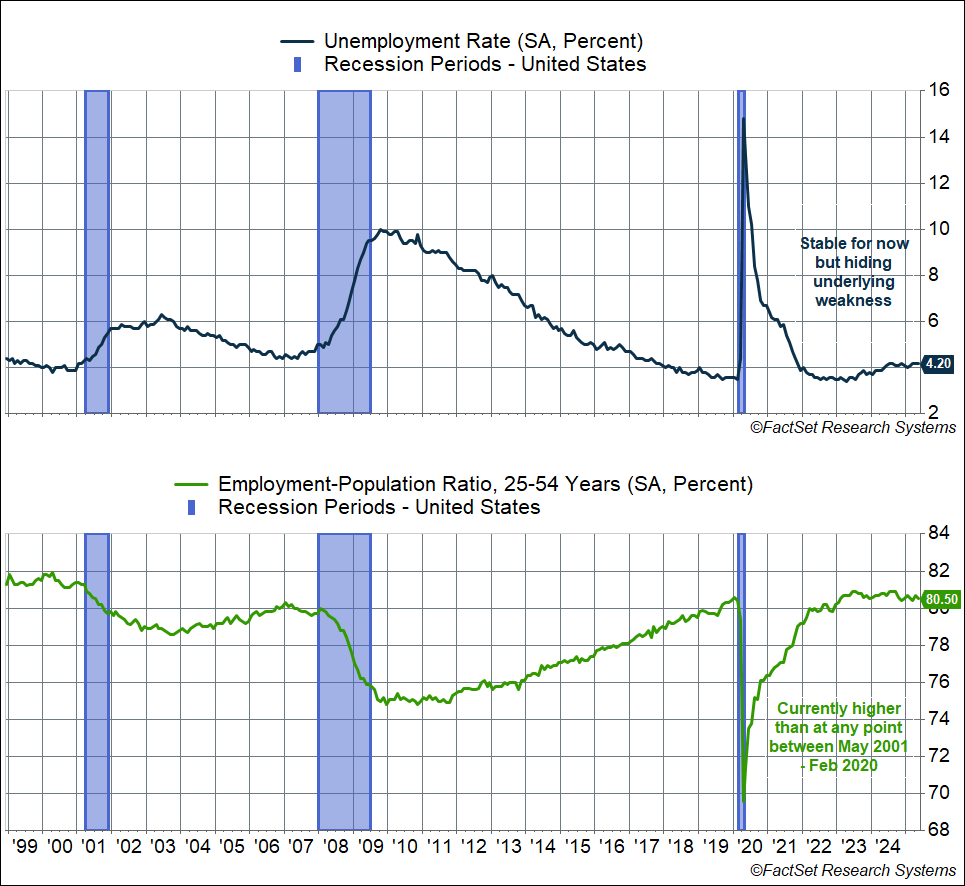 Unemployment Rate (SA, Percent)
Recession Periods - United States
16
14
12
10
8
6
4.20
2
Stable for now
but hiding
underlying
weakness
©FactSet Research Systems
Employment-Population Ratio, 25-54 Years (SA, Percent)
Recession Periods - United States
84
82
80.50
80
78
76
74
72
70
68
Currently higher
than at any point
between May 2001
- Feb 2020
'99 '00 '01 '02 '03 '04 '05 '06 '07 '08 '09 '10 '11 '12 '13 '14 '15 '16 '17 '18 '19 '20 '21 '22 '23 '24
©FactSet Research Systems